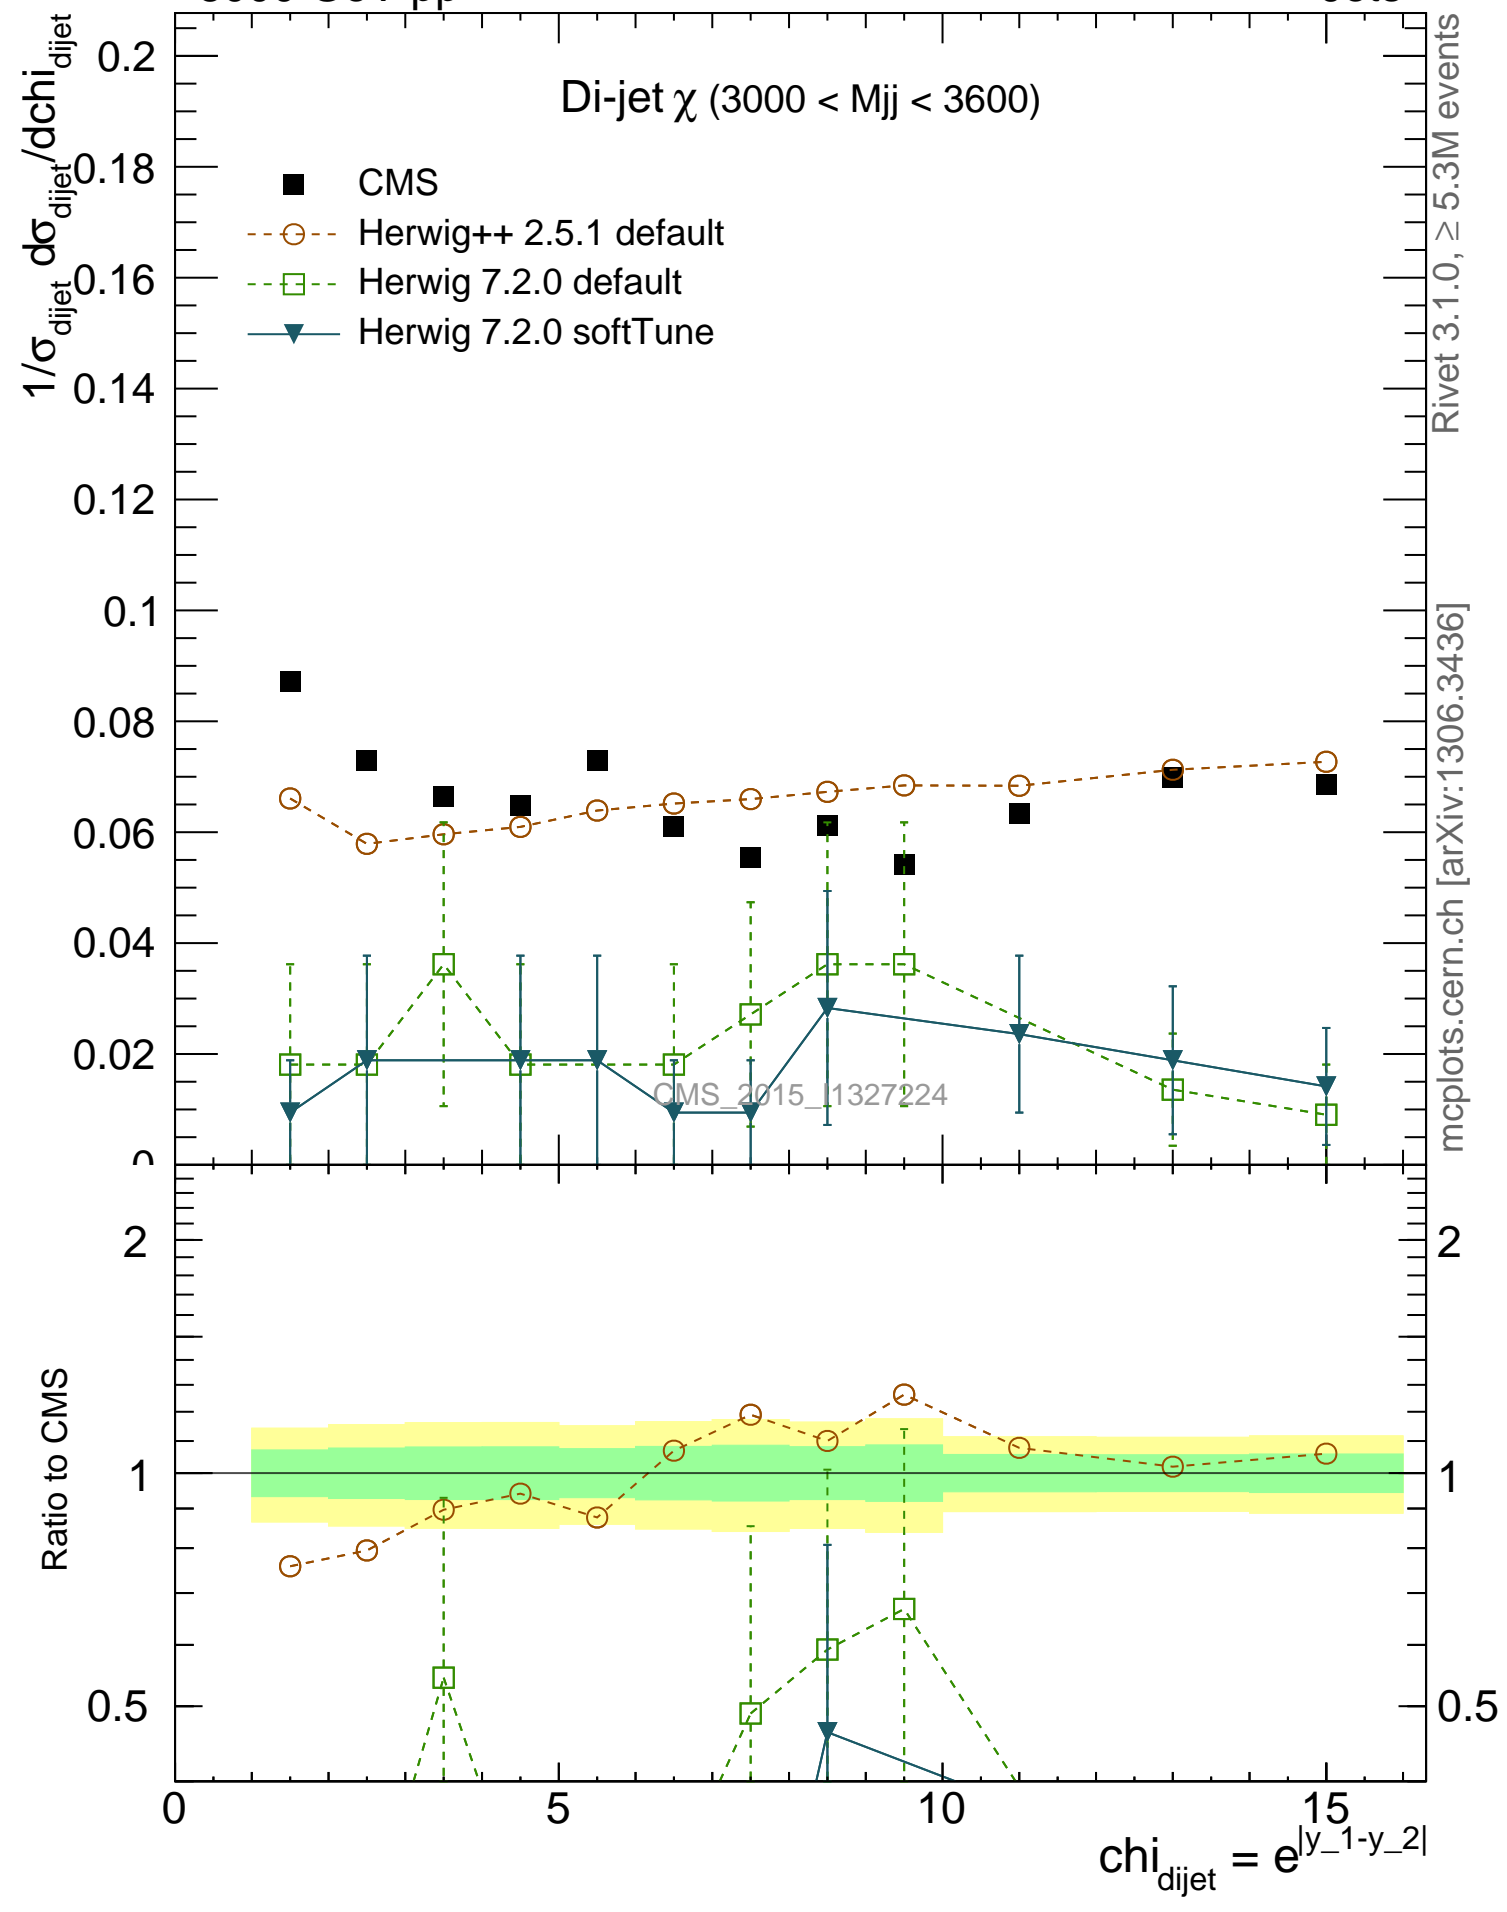 Di-jet χ (3000 < Mjj < 3600)
CMS
Herwig++ 2.5.1 default
Herwig 7.2.0 default
Herwig 7.2.0 softTune
1/σdijet dσdijet/dchidijet
0.2
0.18
0.16
0.14
0.12
0.1
0.08
0.06
0.04
0.02
CMS_2015_I1327224
Rivet 3.1.0, ≥ 5.3M events
mcplots.cern.ch [arXiv:1306.3436]
Ratio to CMS
2
1
0.5
2
1
0.5
0
5
10
15
chidijet = e|y_1-y_2|